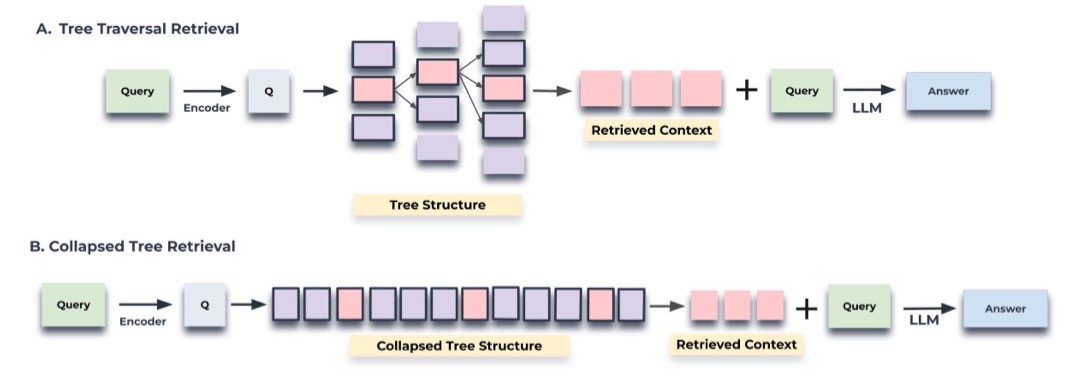 A. Tree Traversal Retrieval
Query
Encoder
Q
Tree Structure
Retrieved Context
+
Query
LLM
Answer
B. Collapsed Tree Retrieval
Query
Encoder
Q
Collapsed Tree Structure
Retrieved Context
+
Query
LLM
Answer